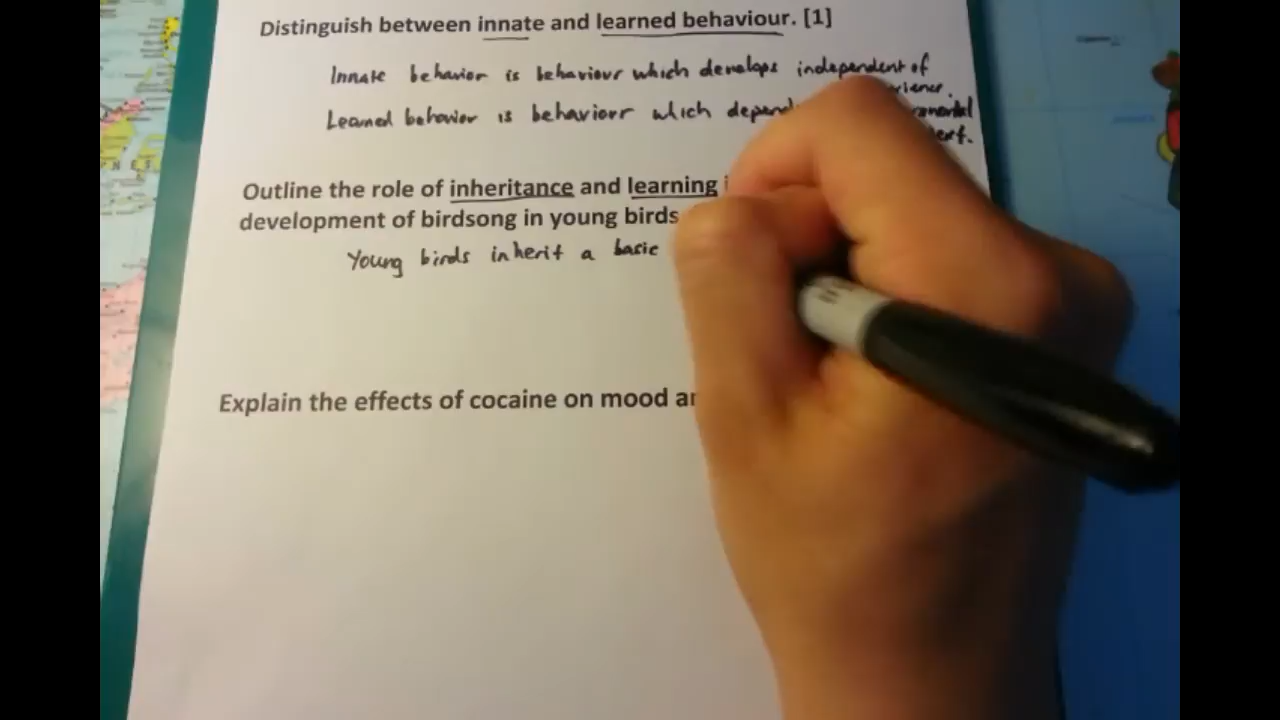 Distinguish between innate and learned behaviour. [1]
Innate behavior is behaviour which develops independent of
Learned behavior is behaviorr which depend
Outline the role of inheritance and learning
development of birdsong in young birds
Young birds inherit a basic
Explain the effects of cocaine on mood